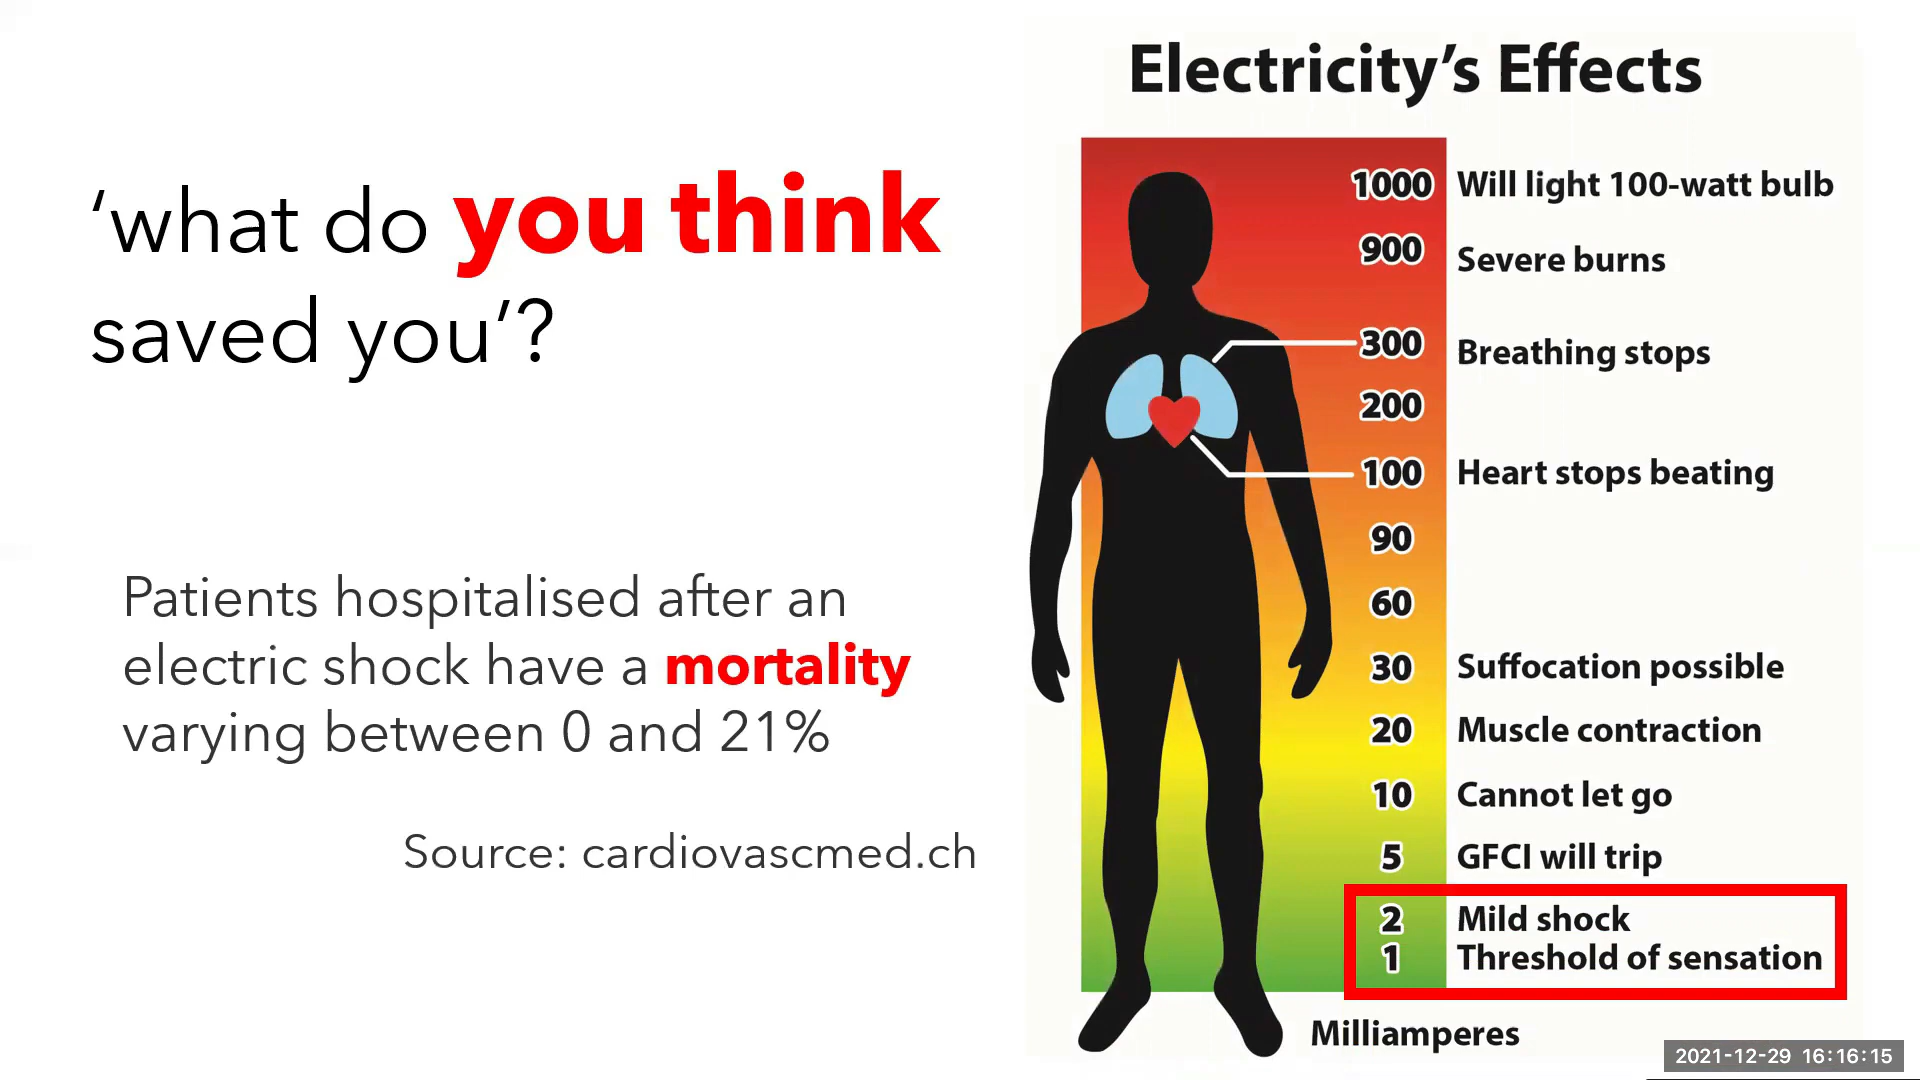 ‘what do you think
saved you’?
Patients hospitalised after an
electric shock have a mortality
varying between 0 and 21%
Source: cardiovascmed.ch
Electricity’s Effects
1000 Will light 100-watt bulb
900 Severe burns
300 Breathing stops
200
100 Heart stops beating
90
60
30 Suffocation possible
20 Muscle contraction
10 Cannot let go
5 GFCI will trip
2 Mild shock
1 Threshold of sensation
Milliamperes
2021-12-29 16:16:15